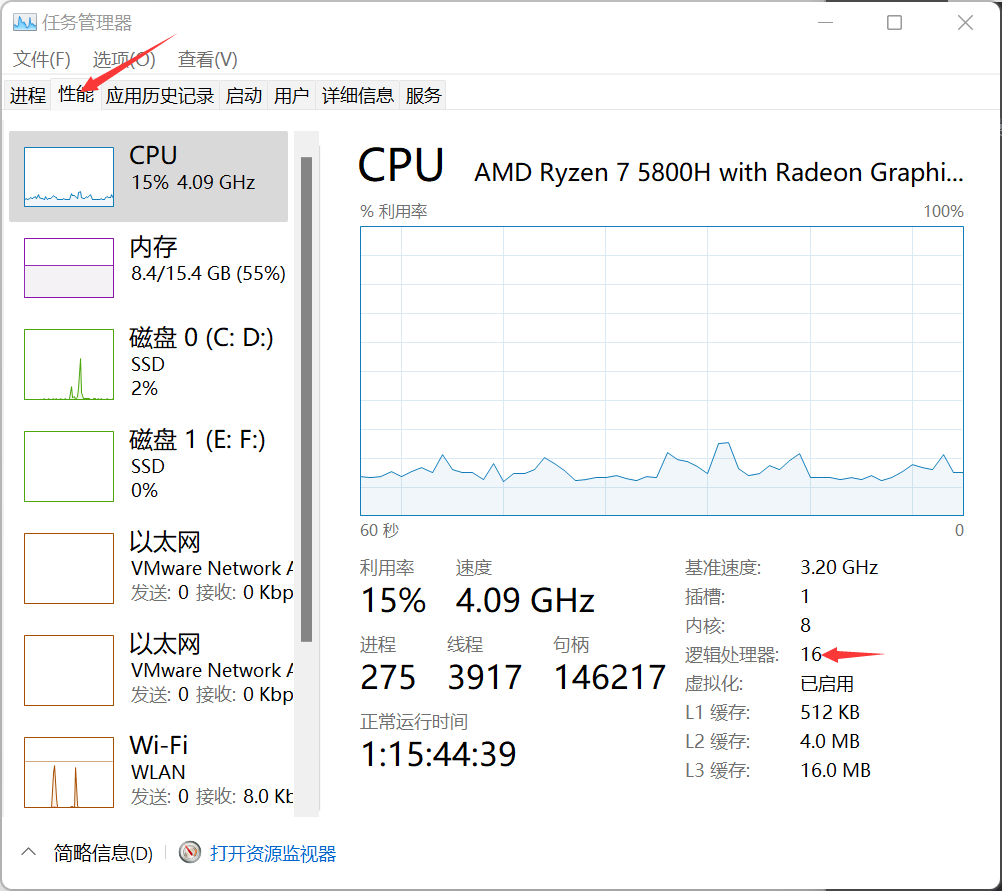 任务管理器
文件(F) 选项(O) 查看(V)
进程 性能 应用历史记录 启动 用户 详细信息 服务
CPU
15% 4.09 GHz
内存
8.4/15.4 GB (55%)
磁盘 0 (C: D:)
SSD
2%
磁盘 1 (E: F:)
SSD
0%
以太网
VMware Network A
发送: 0 接收: 0 Kbp
以太网
VMware Network A
发送: 0 接收: 0 Kbp
Wi-Fi
WLAN
发送: 0 接收: 8.0 Kb
CPU AMD Ryzen 7 5800H with Radeon Graphi...
% 利用率 100%
60 秒 0
利用率 速度
15% 4.09 GHz
进程 线程 句柄
275 3917 146217
正常运行时间
1:15:44:39
基准速度: 3.20 GHz
插槽: 1
内核: 8
逻辑处理器: 16
虚拟化: 已启用
L1 缓存: 512 KB
L2 缓存: 4.0 MB
L3 缓存: 16.0 MB
简略信息(D) 打开资源监视器